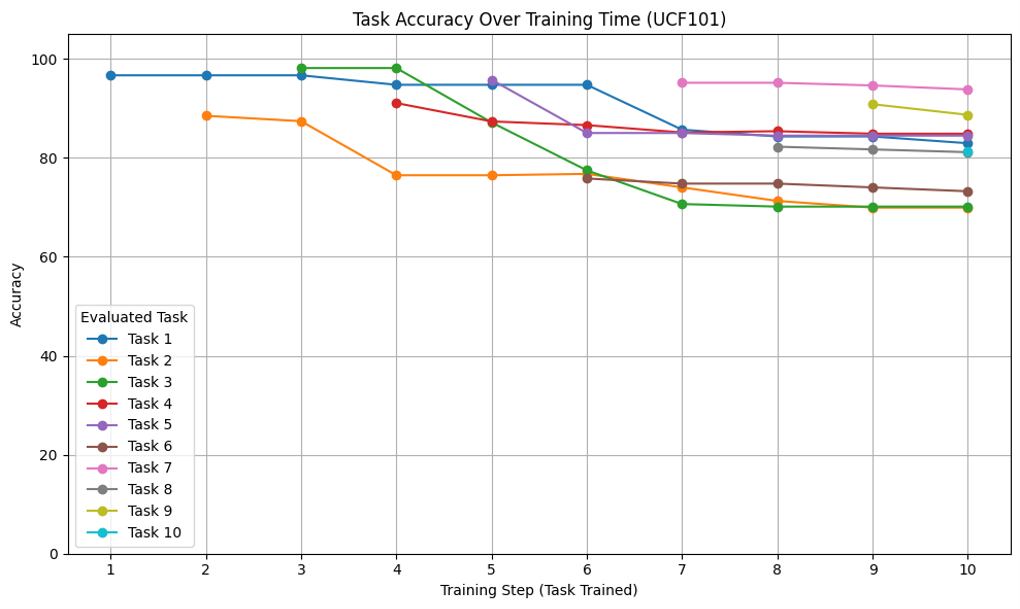 Task Accuracy Over Training Time (UCF101)
Accuracy
100
80
60
40
20
0
Evaluated Task
Task 1
Task 2
Task 3
Task 4
Task 5
Task 6
Task 7
Task 8
Task 9
Task 10
1 2 3 4 5 6 7 8 9 10
Training Step (Task Trained)